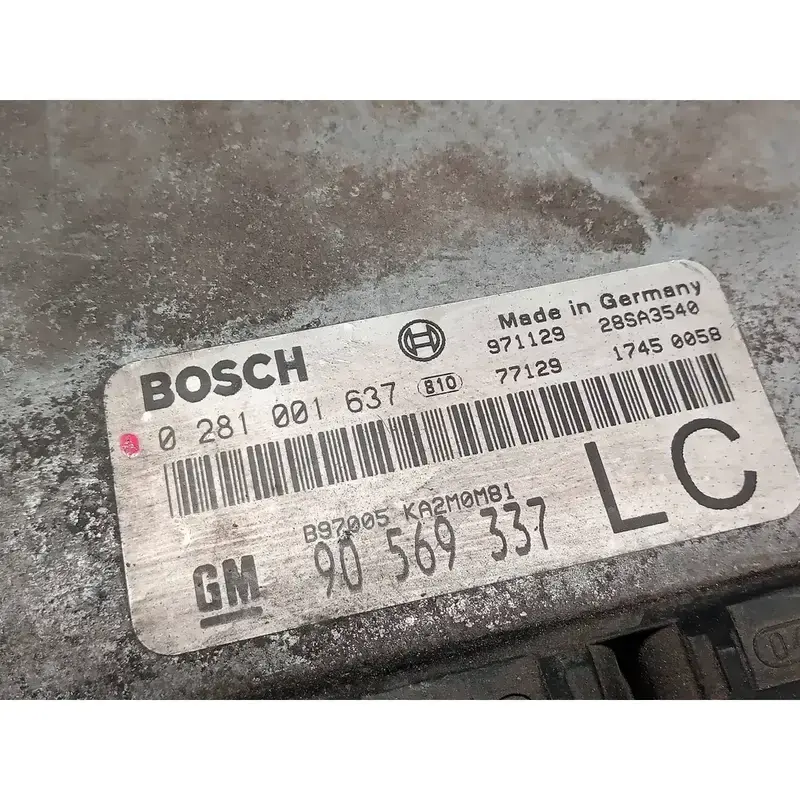 BOSCH
Made in Germany
971129 28SA3540
0 281 001 637 B10 77129 1745 0058
B97005 KA2M0M81
GM 90 569 337 LC